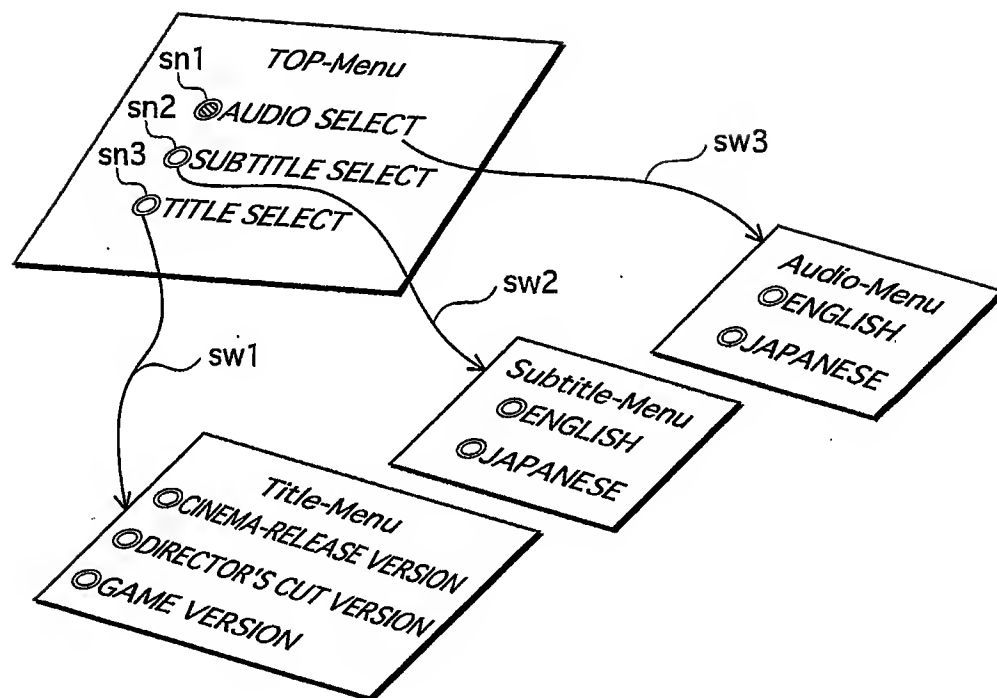 TOP-Menu
sn1
AUDIO SELECT
sn2
SUBTITLE SELECT
sn3
TITLE SELECT
sw3
sw2
sw1
Audio-Menu
ENGLISH
JAPANESE
Subtitle-Menu
ENGLISH
JAPANESE
Title-Menu
CINEMA-RELEASE VERSION
DIRECTOR'S CUT VERSION
GAME VERSION